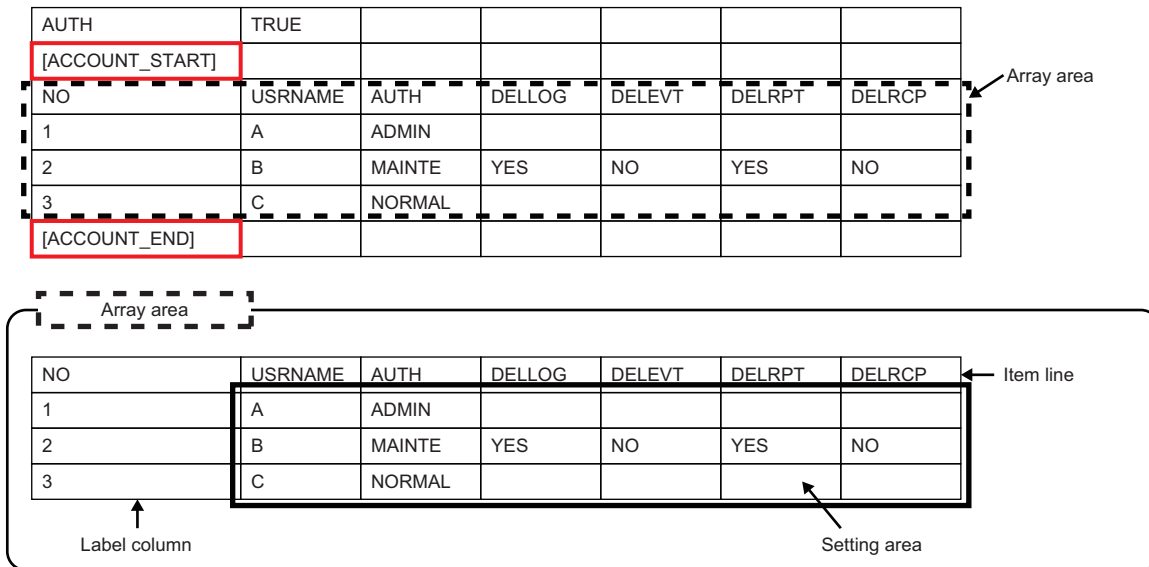 AUTH TRUE
[ACCOUNT_START]
Array area
NO USRNAME AUTH DELLOG DELEVT DELRPT DELRCP
1 A ADMIN
2 B MAINTE YES NO YES NO
3 C NORMAL
[ACCOUNT_END]
Array area
NO USRNAME AUTH DELLOG DELEVT DELRPT DELRCP Item line
1 A ADMIN
2 B MAINTE YES NO YES NO
3 C NORMAL
Label column Setting area